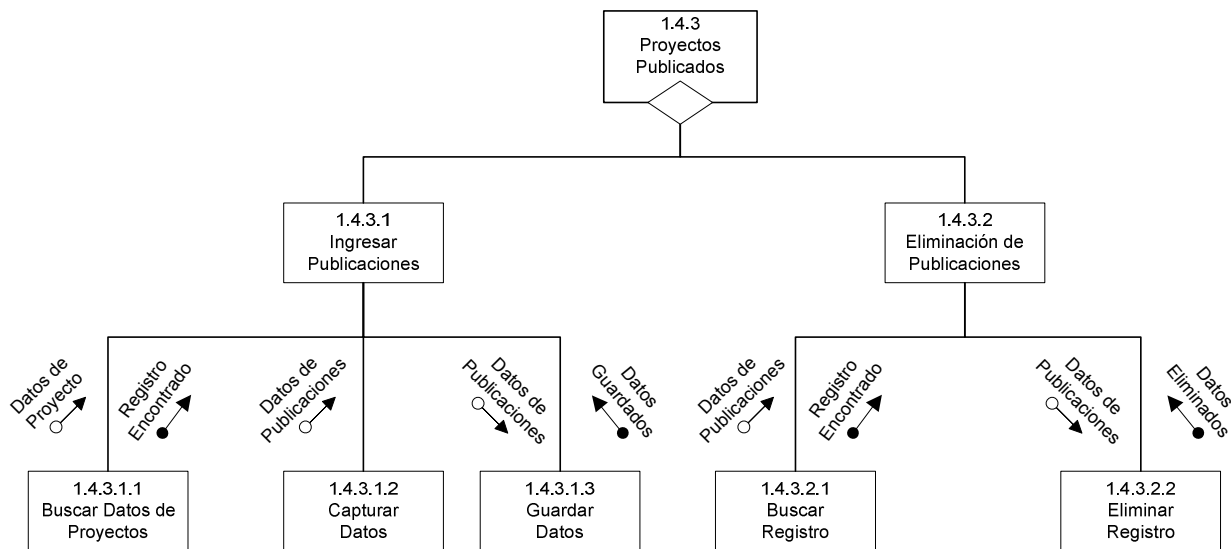 1.4.3
Proyectos
Publicados
1.4.3.1
Ingresar
Publicaciones
1.4.3.2
Eliminación de
Publicaciones
Datos de
Proyecto
Registro
Encontrado
Datos de
Publicaciones
Datos de
Publicaciones
Datos
Guardados
Datos de
Publicaciones
Registro
Encontrado
Datos de
Publicaciones
Datos
Eliminados
1.4.3.1.1
Buscar Datos de
Proyectos
1.4.3.1.2
Capturar
Datos
1.4.3.1.3
Guardar
Datos
1.4.3.2.1
Buscar
Registro
1.4.3.2.2
Eliminar
Registro